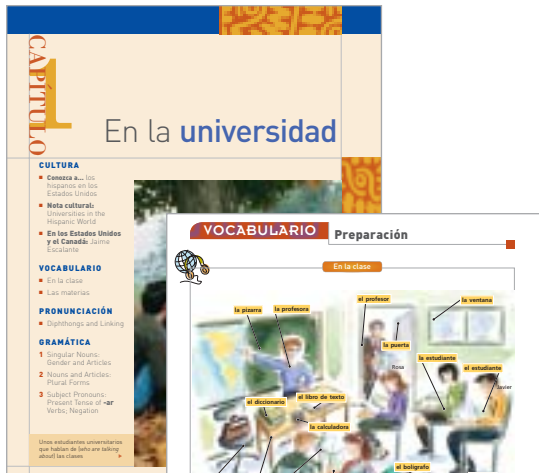 CAPÍTULO
1
En la universidad
CULTURA
Conozca a... los
hispanos en los
Estados Unidos
Nota cultural:
Universities in the
Hispanic World
En los Estados Unidos
y el Canadá: Jaime
Escalante
VOCABULARIO
En la clase
Las materias
PRONUNCIACIÓN
Diphthongs and Linking
GRAMÁTICA
1 Singular Nouns:
Gender and Articles
2 Nouns and Articles:
Plural Forms
3 Subject Pronouns:
Present Tense of -ar
Verbs; Negation
Unos estudiantes universitarios
que hablan de (who are talking
about) las clases
VOCABULARIO Preparación
En la clase
la pizarra
la profesora
el profesor
la ventana
la puerta
Rosa
la estudiante
el estudiante
Javier
el diccionario
el libro de texto
la calculadora
el bolígrafo